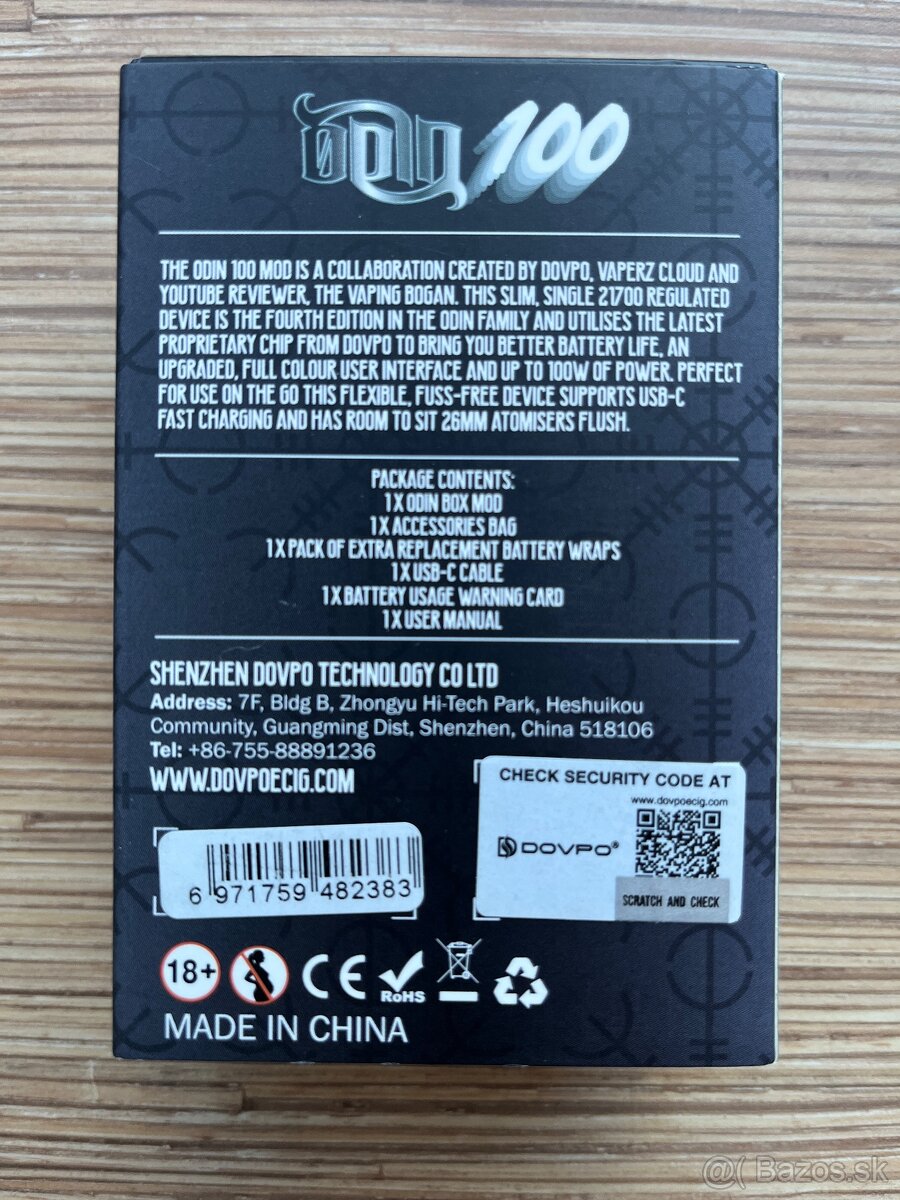 ODIN 100
THE ODIN 100 MOD IS A COLLABORATION CREATED BY DOVPO, VAPERZ CLOUD AND
YOUTUBE REVIEWER, THE VAPING BOGAN. THIS SLIM, SINGLE 21700 REGULATED
DEVICE IS THE FOURTH EDITION IN THE ODIN FAMILY AND UTILISES THE LATEST
PROPRIETARY CHIP FROM DOVPO TO BRING YOU BETTER BATTERY LIFE, AN
UPGRADED, FULL COLOUR USER INTERFACE AND UP TO 100W OF POWER. PERFECT
FOR USE ON THE GO THIS FLEXIBLE, FUSS-FREE DEVICE SUPPORTS USB-C
FAST CHARGING AND HAS ROOM TO SIT 26MM ATOMISERS FLUSH.
PACKAGE CONTENTS:
1 X ODIN BOX MOD
1 X ACCESSORIES BAG
1 X PACK OF EXTRA REPLACEMENT BATTERY WRAPS
1 X USB-C CABLE
1 X BATTERY USAGE WARNING CARD
1 X USER MANUAL
SHENZHEN DOVPO TECHNOLOGY CO LTD
Address: 7F, Bldg B, Zhongyu Hi-Tech Park, Heshuikou
Community, Guangming Dist, Shenzhen, China 518106
Tel: +86-755-88891236
WWW.DOVPOECIG.COM
CHECK SECURITY CODE AT
www.dovpoecig.com
DOVPO®
SCRATCH AND CHECK
6 971759 482383
18+
CE
RoHS
MADE IN CHINA
@( Bazos.sk